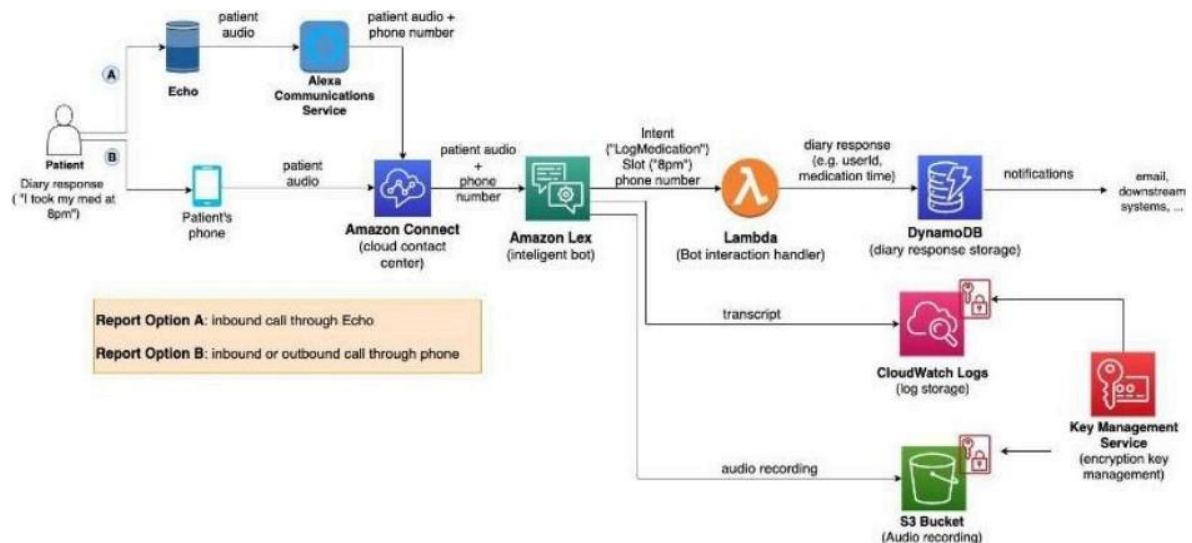 patient
audio
patient audio +
phone number
A
Echo
Alexa
Communications
Service
B
Patient
Diary response
( "I took my med at
8pm")
Patient's
phone
patient
audio
Amazon Connect
(cloud contact
center)
patient audio
+
phone
number
Amazon Lex
(inteligent bot)
Intent
("LogMedication")
Slot ("8pm")
phone number
Lambda
(Bot interaction handler)
diary response
(e.g. userId,
medication time)
DynamoDB
(diary response storage)
notifications
email,
downstream
systems, ...
Report Option A: inbound call through Echo
Report Option B: inbound or outbound call through phone
transcript
CloudWatch Logs
(log storage)
Key Management
Service
(encryption key
management)
audio recording
S3 Bucket
(Audio recording)